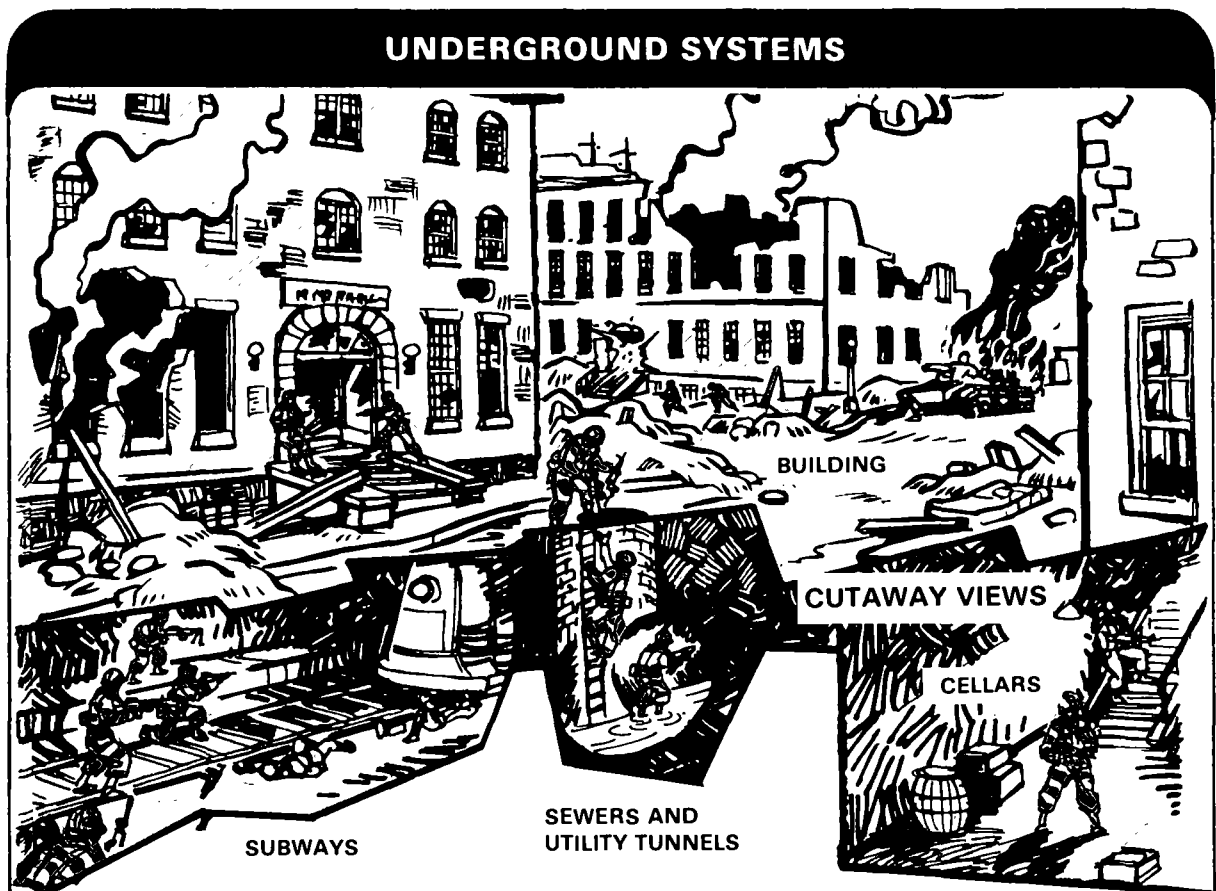 UNDERGROUND SYSTEMS
BUILDING
CUTAWAY VIEWS
CELLARS
SUBWAYS
SEWERS AND
UTILITY TUNNELS